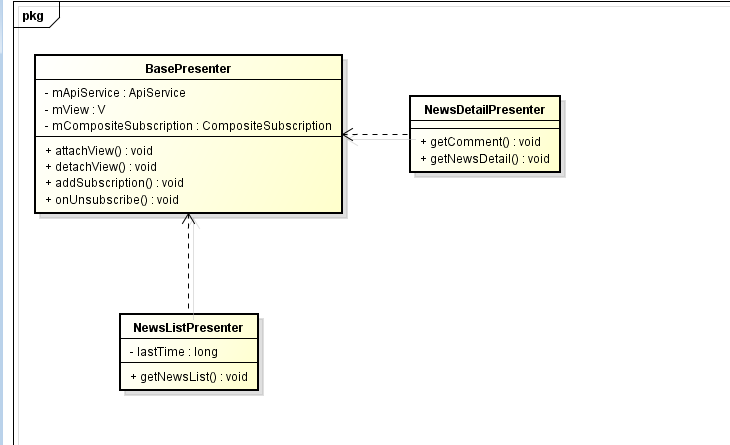 pkg
BasePresenter
- mApiService : ApiService
- mView : V
- mCompositeSubscription : CompositeSubscription
+ attachView() : void
+ detachView() : void
+ addSubscription() : void
+ onUnsubscribe() : void
NewsDetailPresenter
+ getComment() : void
+ getNewsDetail() : void
NewsListPresenter
- lastTime : long
+ getNewsList() : void